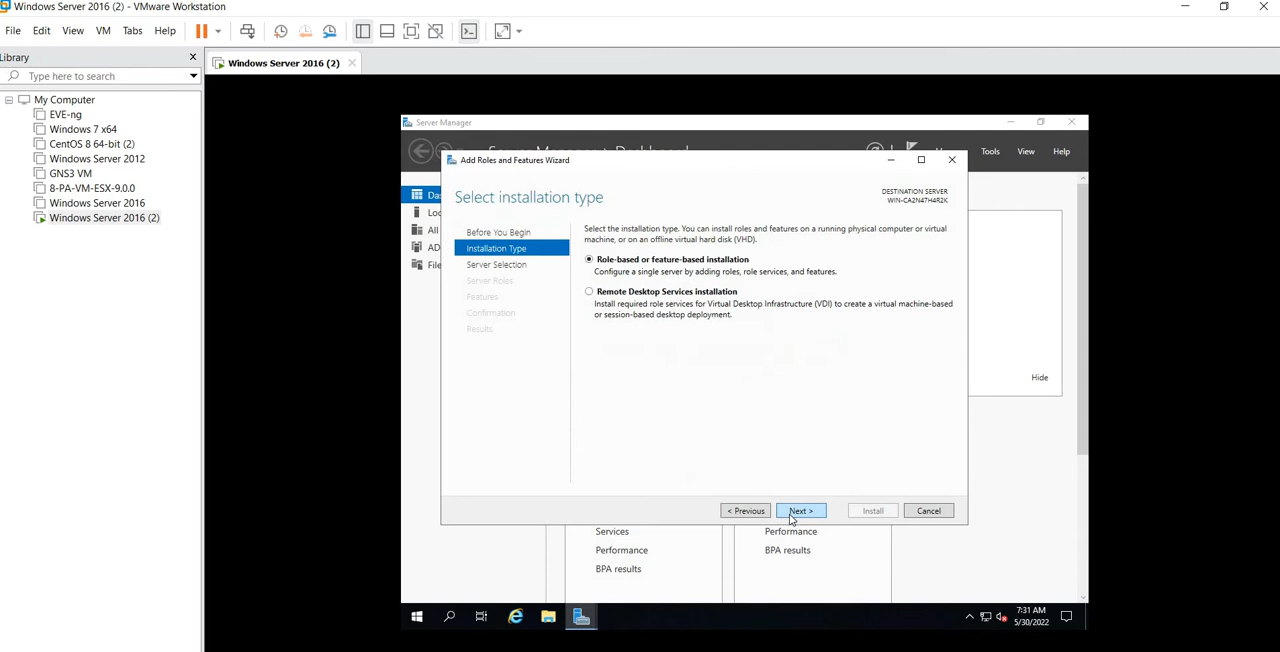 Windows Server 2016 (2) - VMware Workstation
File Edit View VM Tabs Help
Library
Type here to search
My Computer
EVE-ng
Windows 7 x64
CentOS 8 64-bit (2)
Windows Server 2012
GNS3 VM
8-PA-VM-ESX-9.0.0
Windows Server 2016
Windows Server 2016 (2)
Windows Server 2016 (2)
Server Manager
Tools View Help
Add Roles and Features Wizard
Select installation type
DESTINATION SERVER
WIN-CA2N47H4R2K
Before You Begin
Installation Type
Server Selection
Server Roles
Features
Confirmation
Results
Select the installation type. You can install roles and features on a running physical computer or virtual
machine, or on an offline virtual hard disk (VHD).
Role-based or feature-based installation
Configure a single server by adding roles, role services, and features.
Remote Desktop Services installation
Install required role services for Virtual Desktop Infrastructure (VDI) to create a virtual machine-based
or session-based desktop deployment.
Hide
< Previous Next > Install Cancel
Services
Performance
BPA results
Performance
BPA results
7:31 AM
5/30/2022